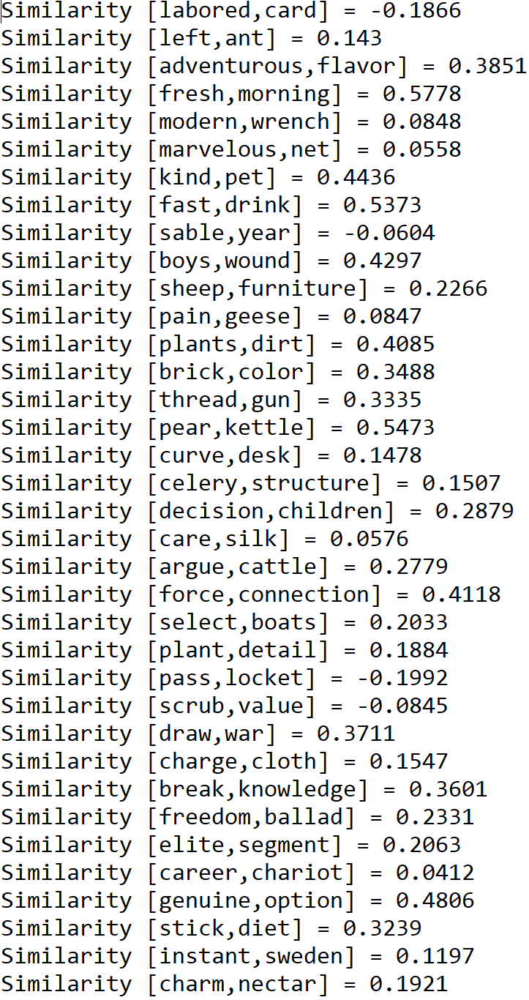 Similarity [labored,card] = -0.1866
Similarity [left,ant] = 0.143
Similarity [adventurous,flavor] = 0.3851
Similarity [fresh,morning] = 0.5778
Similarity [modern,wrench] = 0.0848
Similarity [marvelous,net] = 0.0558
Similarity [kind,pet] = 0.4436
Similarity [fast,drink] = 0.5373
Similarity [sable,year] = -0.0604
Similarity [boys,wound] = 0.4297
Similarity [sheep,furniture] = 0.2266
Similarity [pain,geese] = 0.0847
Similarity [plants,dirt] = 0.4085
Similarity [brick,color] = 0.3488
Similarity [thread,gun] = 0.3335
Similarity [pear,kettle] = 0.5473
Similarity [curve,desk] = 0.1478
Similarity [celery,structure] = 0.1507
Similarity [decision,children] = 0.2879
Similarity [care,silk] = 0.0576
Similarity [argue,cattle] = 0.2779
Similarity [force,connection] = 0.4118
Similarity [select,boats] = 0.2033
Similarity [plant,detail] = 0.1884
Similarity [pass,locket] = -0.1992
Similarity [scrub,value] = -0.0845
Similarity [draw,war] = 0.3711
Similarity [charge,cloth] = 0.1547
Similarity [break,knowledge] = 0.3601
Similarity [freedom,ballad] = 0.2331
Similarity [elite,segment] = 0.2063
Similarity [career,chariot] = 0.0412
Similarity [genuine,option] = 0.4806
Similarity [stick,diet] = 0.3239
Similarity [instant,sweden] = 0.1197
Similarity [charm,nectar] = 0.1921